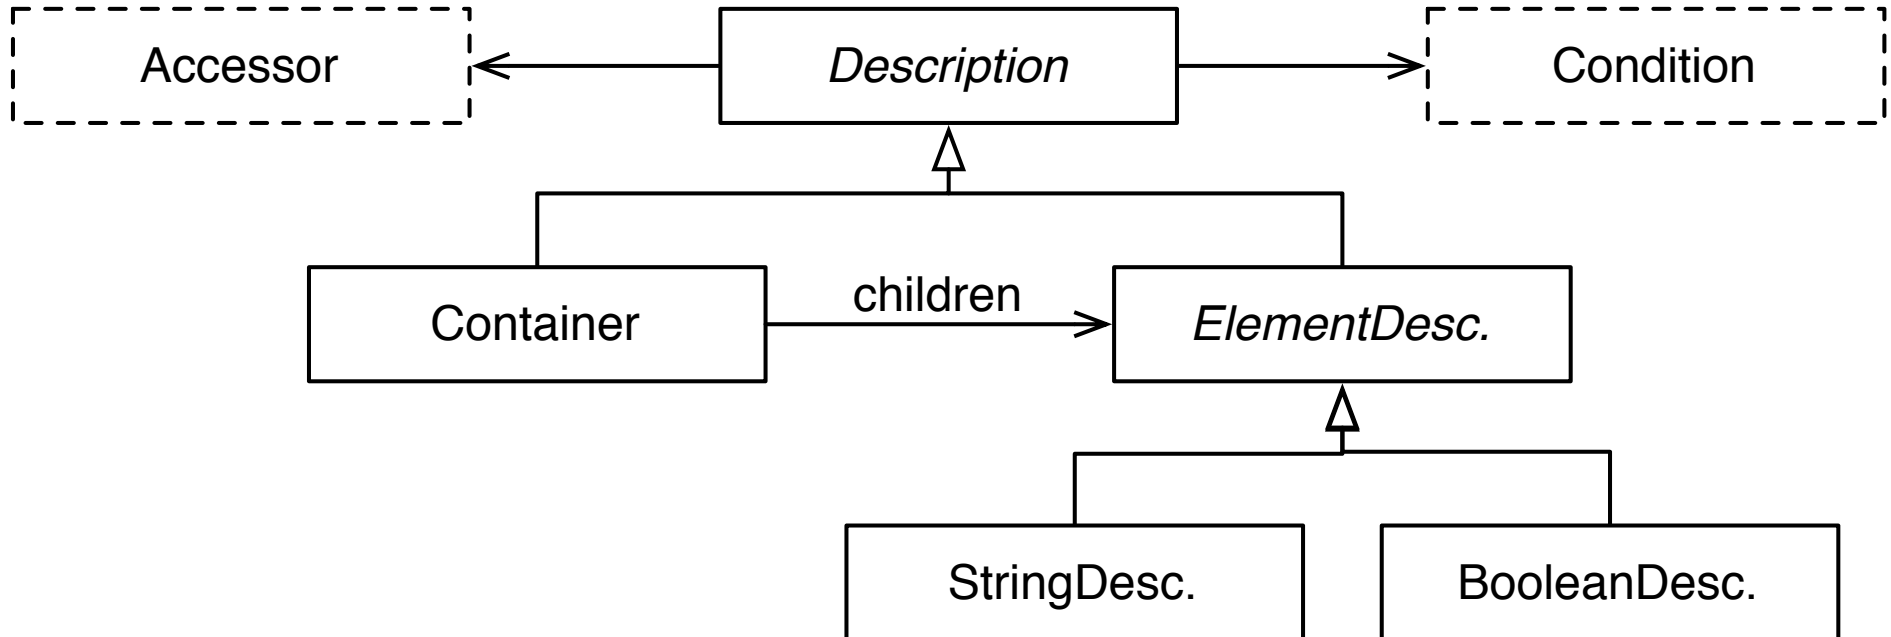 Accessor
Description
Condition
Container
children
ElementDesc.
StringDesc.
BooleanDesc.